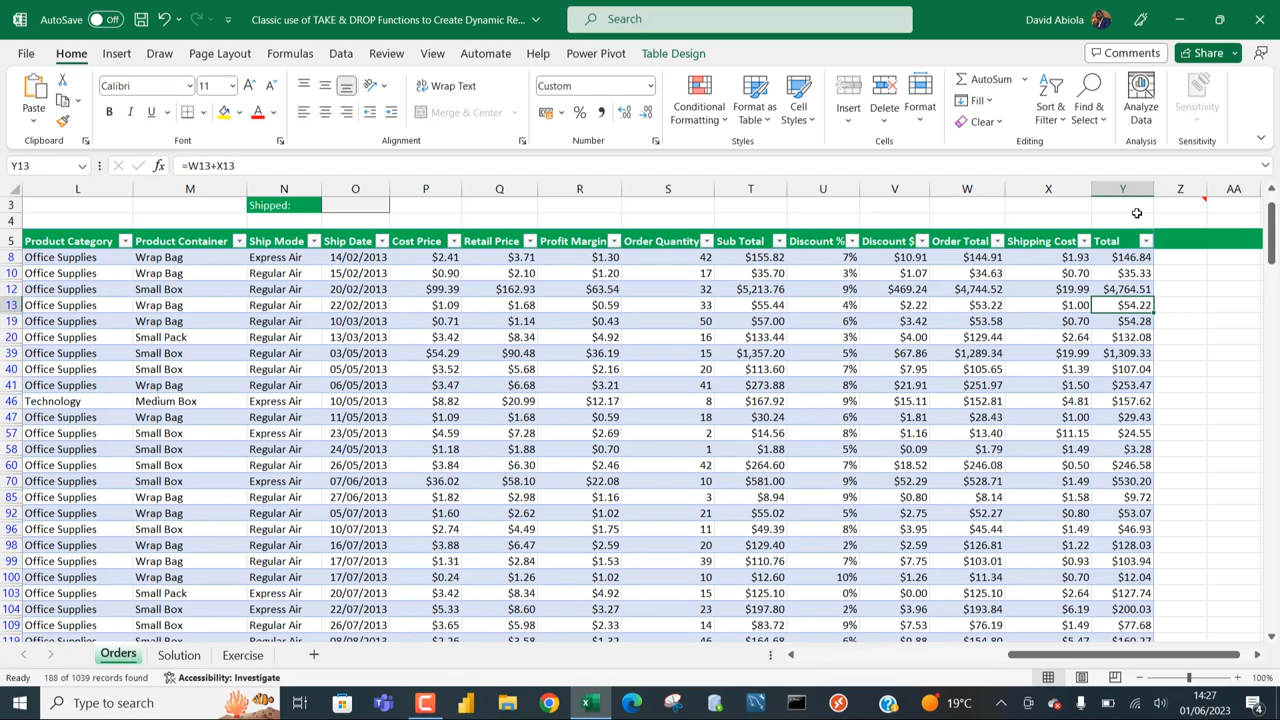 AutoSave Off Classic use of TAKE & DROP Functions to Create Dynamic Re... Search David Abiola
File Home Insert Draw Page Layout Formulas Data Review View Automate Help Power Pivot Table Design Comments Share
Paste Calibri 11 A A Wrap Text Custom Conditional Formatting Format as Table Cell Styles Insert Delete Format AutoSum Sort & Filter Find & Select Analyze Data Sensitivity
B I U A Merge & Center % Fill
Clear
Clipboard Font Alignment Number Styles Cells Editing Analysis Sensitivity
Y13 fx =W13+X13
L M N O P Q R S T U V W X Y Z AA
3 Shipped:
4
5 Product Category Product Container Ship Mode Ship Date Cost Price Retail Price Profit Margin Order Quantity Sub Total Discount % Discount $ Order Total Shipping Cost Total
8 Office Supplies Wrap Bag Express Air 14/02/2013 $2.41 $3.71 $1.30 42 $155.82 7% $10.91 $144.91 $1.93 $146.84
10 Office Supplies Wrap Bag Regular Air 15/02/2013 $0.90 $2.10 $1.20 17 $35.70 3% $1.07 $34.63 $0.70 $35.33
12 Office Supplies Small Box Regular Air 20/02/2013 $99.39 $162.93 $63.54 32 $5,213.76 9% $469.24 $4,744.52 $19.99 $4,764.51
13 Office Supplies Wrap Bag Regular Air 22/02/2013 $1.09 $1.68 $0.59 33 $55.44 4% $2.22 $53.22 $1.00 $54.22
19 Office Supplies Wrap Bag Regular Air 10/03/2013 $0.71 $1.14 $0.43 50 $57.00 6% $3.42 $53.58 $0.70 $54.28
20 Office Supplies Small Pack Regular Air 13/03/2013 $3.42 $8.34 $4.92 16 $133.44 3% $4.00 $129.44 $2.64 $132.08
39 Office Supplies Small Box Regular Air 03/05/2013 $54.29 $90.48 $36.19 15 $1,357.20 5% $67.86 $1,289.34 $19.99 $1,309.33
40 Office Supplies Small Box Regular Air 05/05/2013 $3.52 $5.68 $2.16 20 $113.60 7% $7.95 $105.65 $1.39 $107.04
41 Office Supplies Small Box Regular Air 06/05/2013 $3.47 $6.68 $3.21 41 $273.88 8% $21.91 $251.97 $1.50 $253.47
46 Technology Medium Box Express Air 10/05/2013 $8.82 $20.99 $12.17 8 $167.92 9% $15.11 $152.81 $4.81 $157.62
47 Office Supplies Wrap Bag Regular Air 11/05/2013 $1.09 $1.68 $0.59 18 $30.24 6% $1.81 $28.43 $1.00 $29.43
57 Office Supplies Small Box Express Air 23/05/2013 $4.59 $7.28 $2.69 2 $14.56 8% $1.16 $13.40 $11.15 $24.55
58 Office Supplies Small Box Regular Air 24/05/2013 $1.18 $1.88 $0.70 1 $1.88 5% $0.09 $1.79 $1.49 $3.28
60 Office Supplies Small Box Regular Air 26/05/2013 $3.84 $6.30 $2.46 42 $264.60 7% $18.52 $246.08 $0.50 $246.58
70 Office Supplies Small Box Express Air 07/06/2013 $36.02 $58.10 $22.08 10 $581.00 9% $52.29 $528.71 $1.49 $530.20
85 Office Supplies Wrap Bag Regular Air 27/06/2013 $1.82 $2.98 $1.16 3 $8.94 9% $0.80 $8.14 $1.58 $9.72
92 Office Supplies Wrap Bag Regular Air 05/07/2013 $1.60 $2.62 $1.02 21 $55.02 5% $2.75 $52.27 $0.80 $53.07
96 Office Supplies Small Box Express Air 10/07/2013 $2.74 $4.49 $1.75 11 $49.39 8% $3.95 $45.44 $1.49 $46.93
98 Office Supplies Wrap Bag Regular Air 16/07/2013 $3.88 $6.47 $2.59 20 $129.40 2% $2.59 $126.81 $1.22 $128.03
99 Office Supplies Wrap Bag Regular Air 17/07/2013 $1.31 $2.84 $1.53 39 $110.76 7% $7.75 $103.01 $0.93 $103.94
100 Office Supplies Wrap Bag Regular Air 17/07/2013 $0.24 $1.26 $1.02 10 $12.60 10% $1.26 $11.34 $0.70 $12.04
103 Office Supplies Small Pack Express Air 20/07/2013 $3.42 $8.34 $4.92 15 $125.10 0% $0.00 $125.10 $2.64 $127.74
104 Office Supplies Small Box Express Air 22/07/2013 $5.33 $8.60 $3.27 23 $197.80 2% $3.96 $193.84 $6.19 $200.03
109 Office Supplies Small Box Regular Air 26/07/2013 $3.65 $5.98 $2.33 14 $83.72 9% $7.53 $76.19 $1.49 $77.68
119 Office Supplies Small Box Regular Air 08/08/2013 $2.26 $3.58 $1.32 46 $164.68 6% $9.88 $154.80 $5.47 $160.27
Orders Solution Exercise
Ready 188 of 1039 records found Accessibility: Investigate 100%
Type here to search 19°C 14:27
01/06/2023